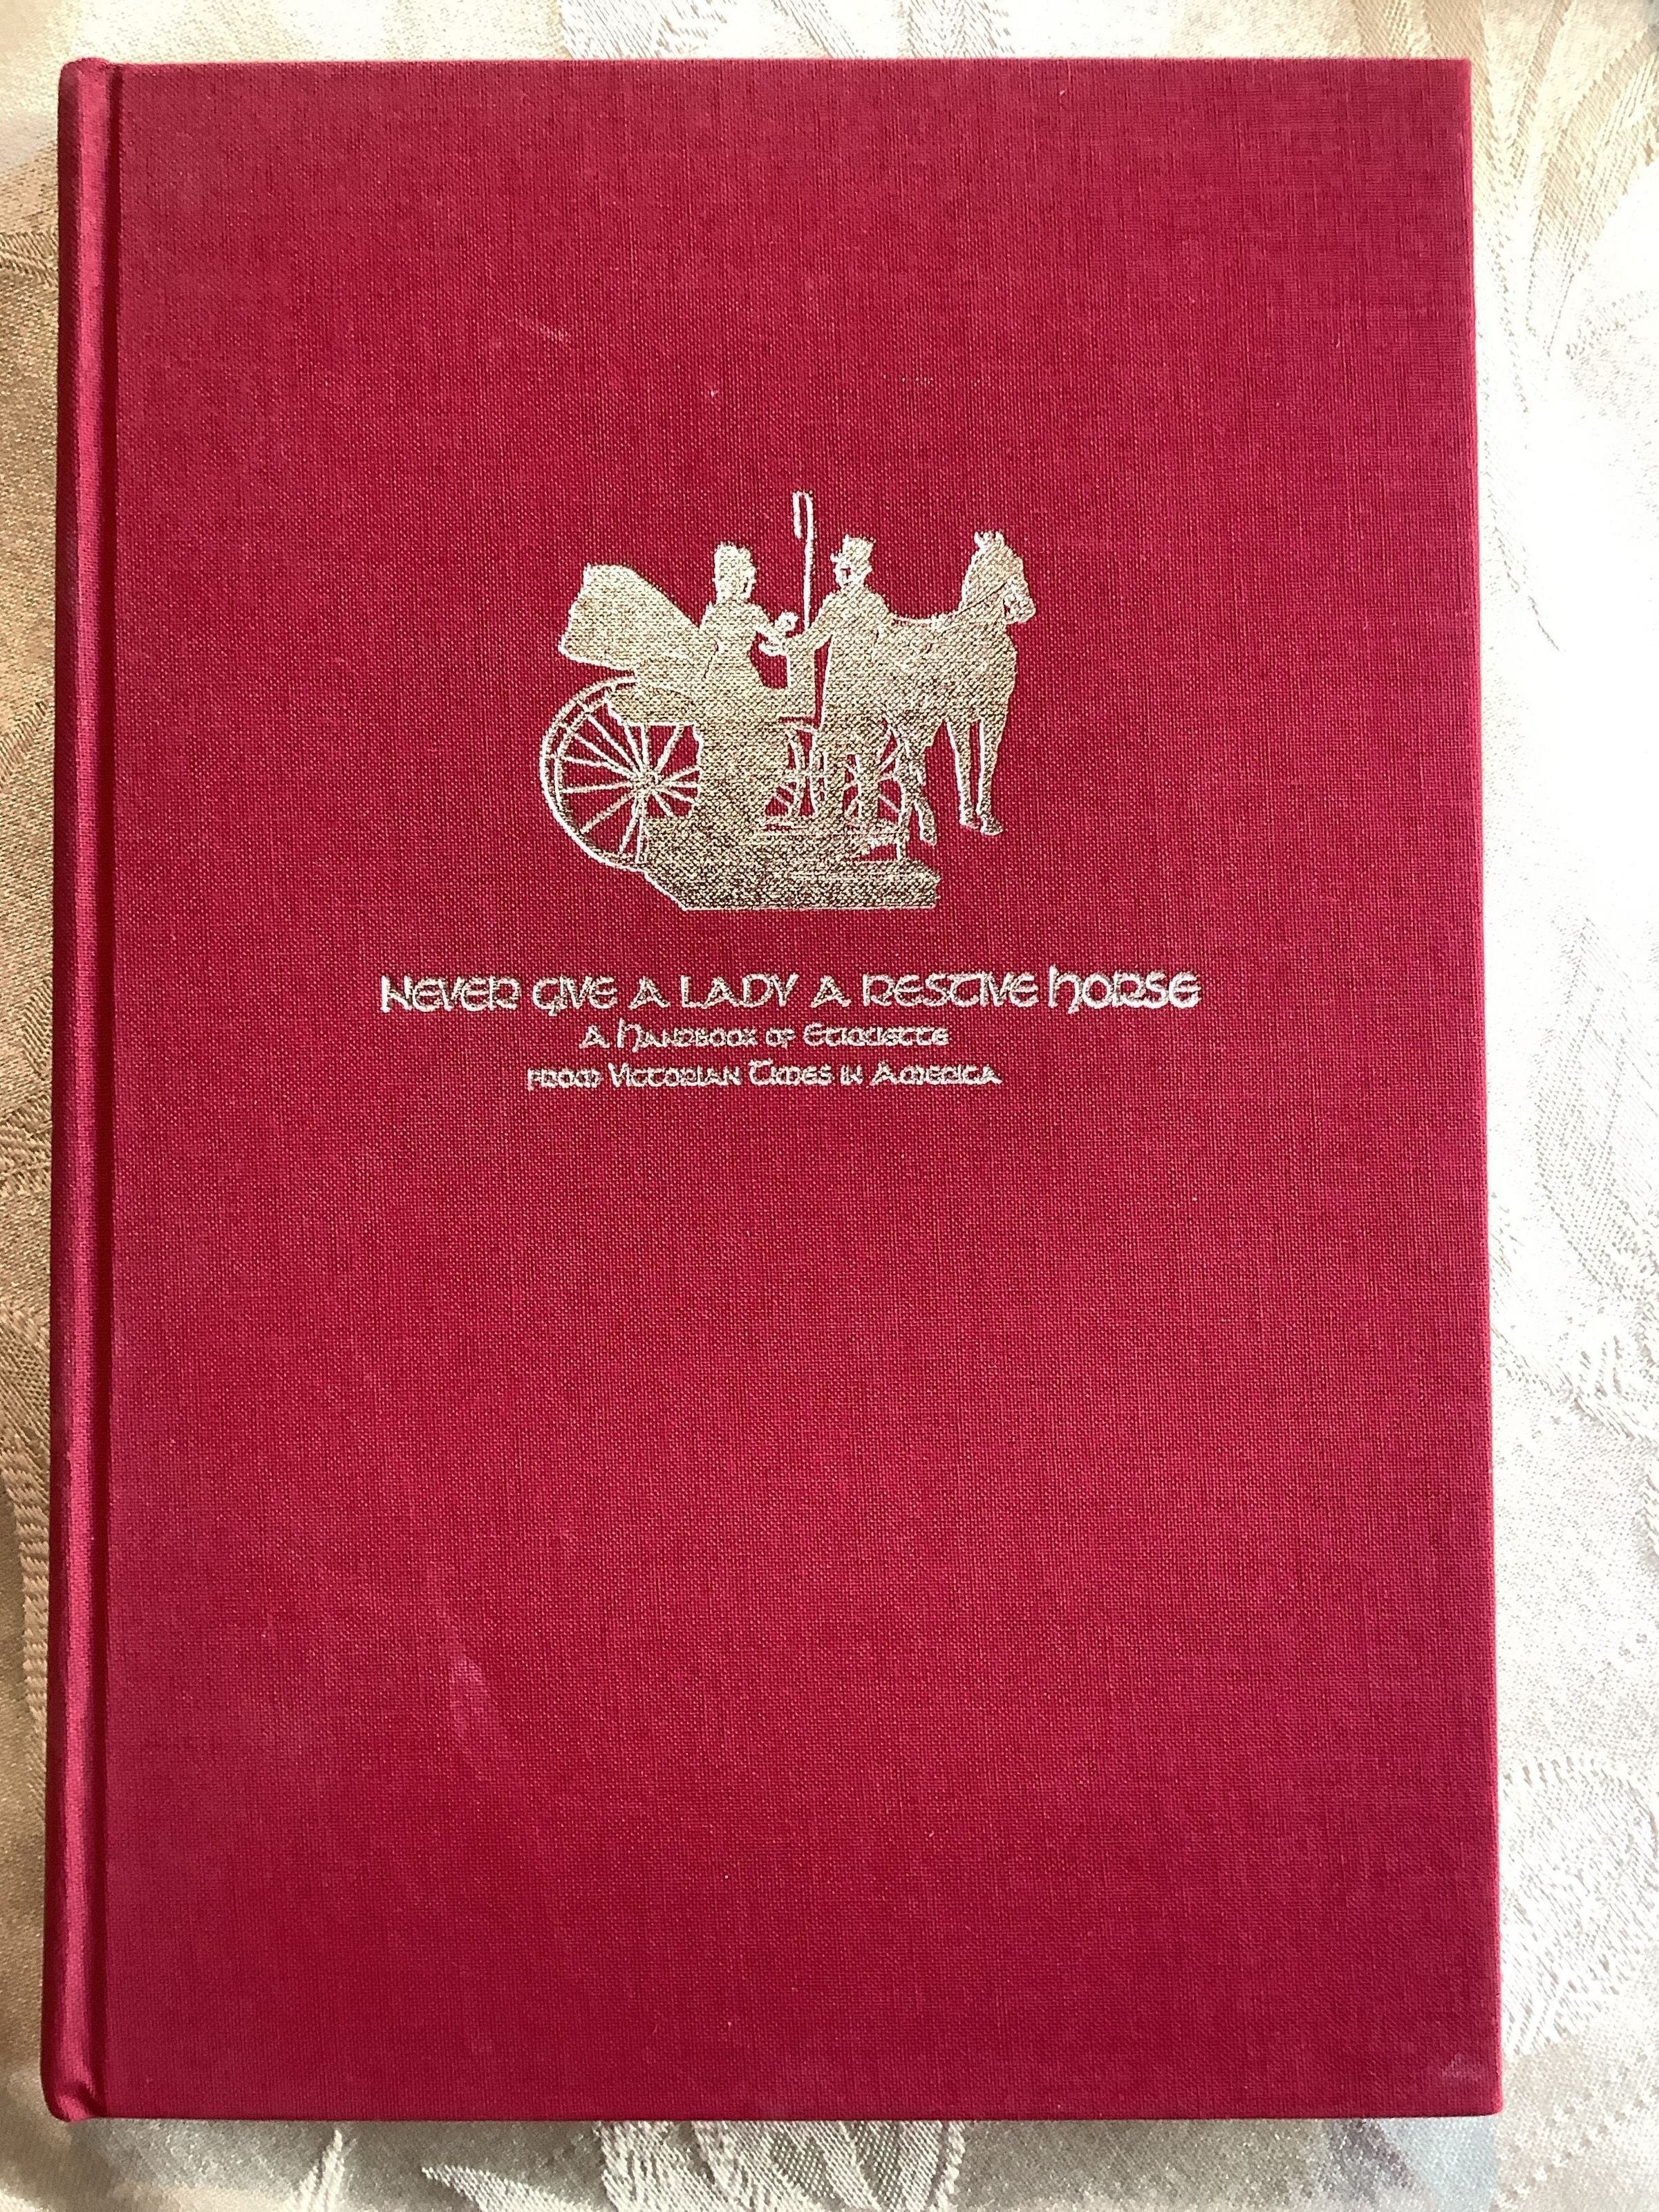 NEVER GIVE A LADY A RESTIVE HORSE
A HANDBOOK OF ETIQUETTE
FROM VICTORIAN TIMES IN AMERICA